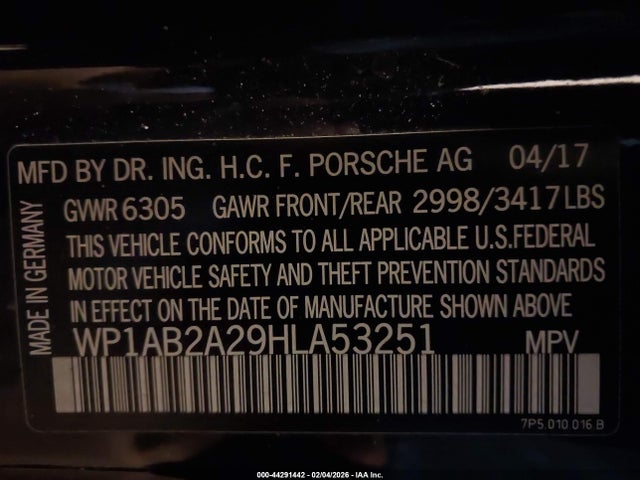 MFD BY DR. ING. H.C. F. PORSCHE AG 04/17
GVWR 6305 GAWR FRONT/REAR 2998/3417LBS
THIS VEHICLE CONFORMS TO ALL APPLICABLE U.S.FEDERAL
MOTOR VEHICLE SAFETY AND THEFT PREVENTION STANDARDS
IN EFFECT ON THE DATE OF MANUFACTURE SHOWN ABOVE
WP1AB2A29HLA53251 MPV
MADE IN GERMANY
7P5.010.016.B
000-44291442 - 02/04/2026 - IAA Inc.